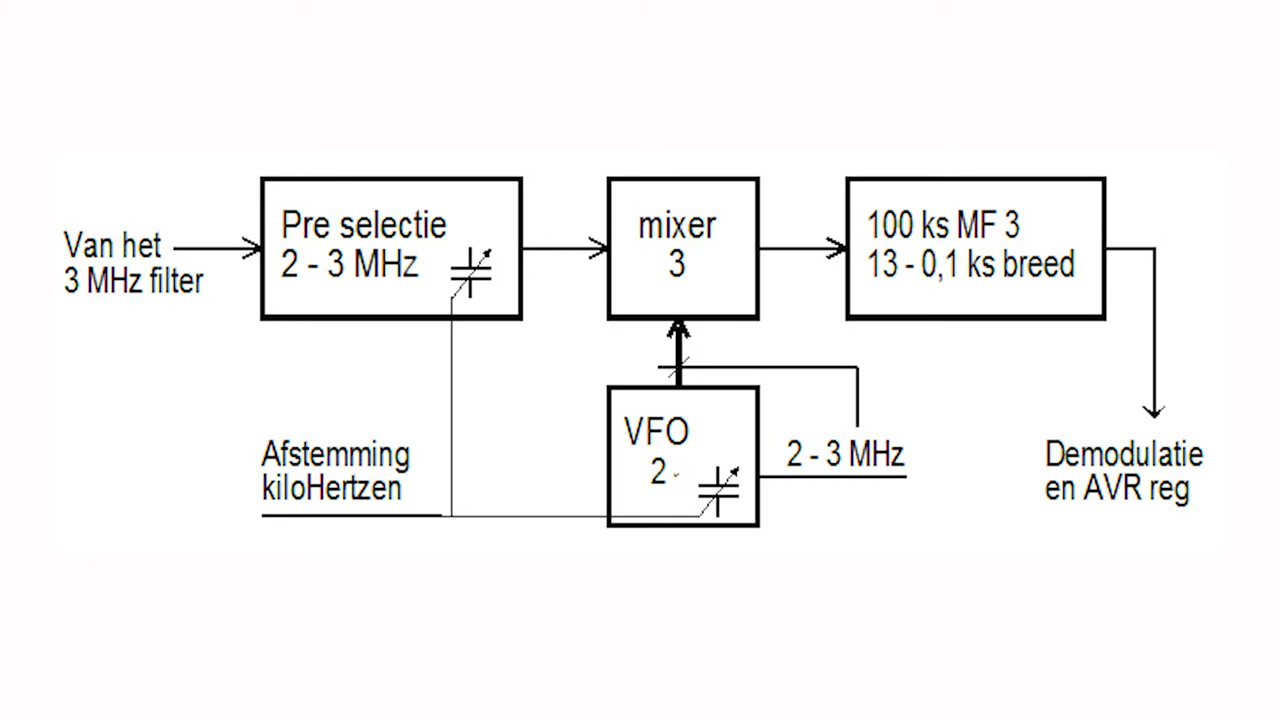 Van het
3 MHz filter
Pre selectie
2 - 3 MHz
mixer
3
100 ks MF 3
13 - 0,1 ks breed
VFO
2
2 - 3 MHz
Afstemming
kiloHertzen
Demodulatie
en AVR reg